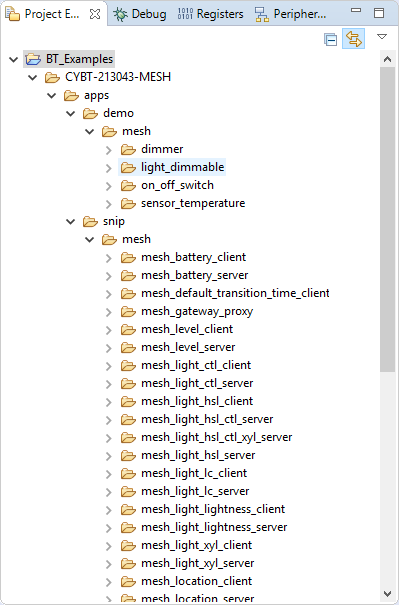 Project E... Debug Registers Peripher...
BT_Examples
CYBT-213043-MESH
apps
demo
mesh
dimmer
light_dimmable
on_off_switch
sensor_temperature
snip
mesh
mesh_battery_client
mesh_battery_server
mesh_default_transition_time_client
mesh_gateway_proxy
mesh_level_client
mesh_level_server
mesh_light_ctl_client
mesh_light_ctl_server
mesh_light_hsl_client
mesh_light_hsl_ctl_server
mesh_light_hsl_ctl_xyl_server
mesh_light_hsl_server
mesh_light_lc_client
mesh_light_lc_server
mesh_light_lightness_client
mesh_light_lightness_server
mesh_light_xyl_client
mesh_light_xyl_server
mesh_location_client
mesh_location_server